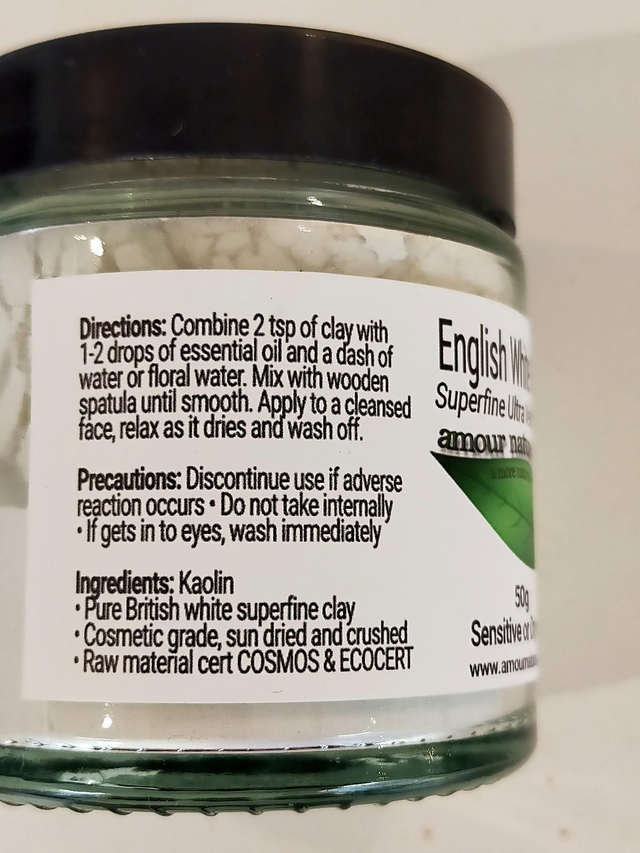 Directions: Combine 2 tsp of clay with
1-2 drops of essential oil and a dash of
water or floral water. Mix with wooden
spatula until smooth. Apply to a cleansed
face, relax as it dries and wash off.
Precautions: Discontinue use if adverse
reaction occurs • Do not take internally
• If gets in to eyes, wash immediately
Ingredients: Kaolin
• Pure British white superfine clay
• Cosmetic grade, sun dried and crushed
• Raw material cert COSMOS & ECOCERT
English
Superfine Ultra
amour
50g
Sensitive or